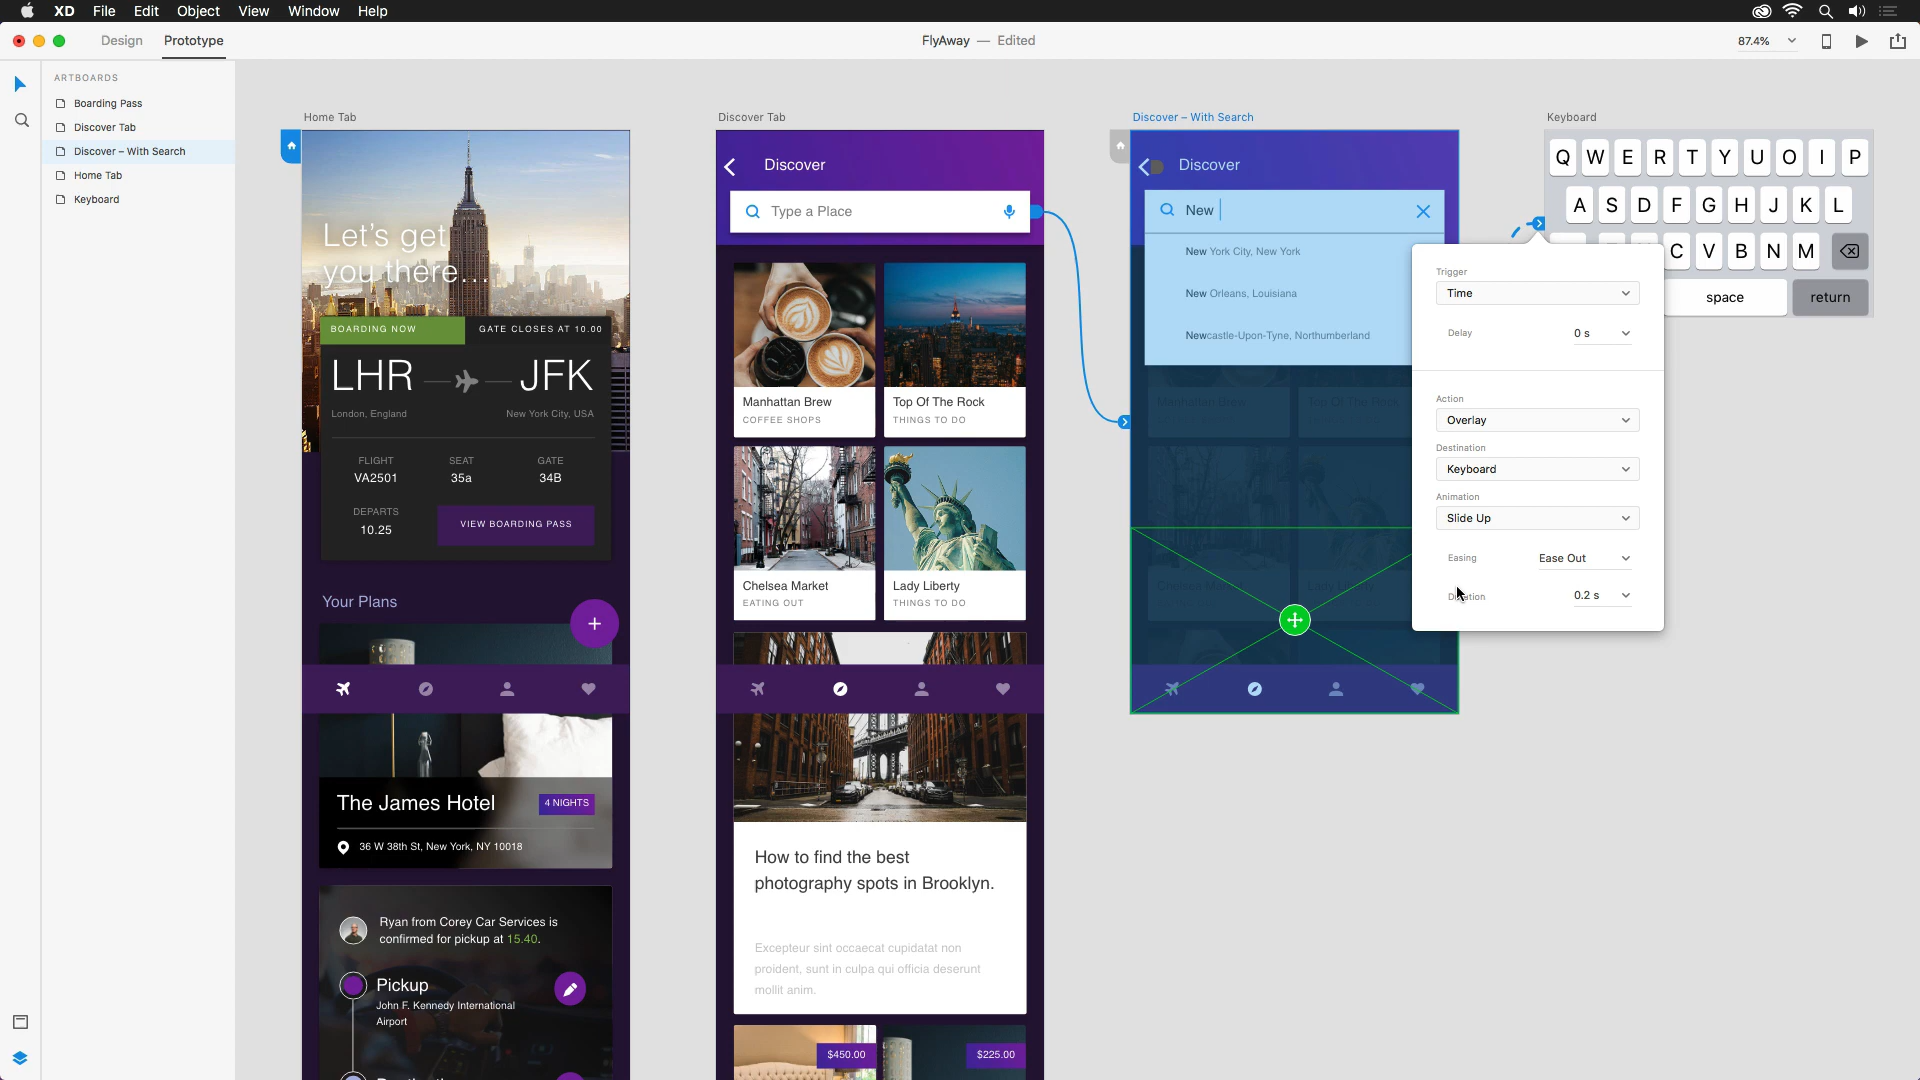 XD File Edit Object View Window Help
Design Prototype
FlyAway — Edited
87.4%
ARTBOARDS
Boarding Pass
Discover Tab
Discover – With Search
Home Tab
Keyboard
Home Tab
Let's get
you there...
BOARDING NOW
GATE CLOSES AT 10.00
LHR JFK
London, England
New York City, USA
FLIGHT SEAT GATE
VA2501 35a 34B
DEPARTS
10.25
VIEW BOARDING PASS
Your Plans
+
The James Hotel
4 NIGHTS
36 W 38th St, New York, NY 10018
Ryan from Corey Car Services is
confirmed for pickup at 15.40.
Pickup
John F. Kennedy International
Airport
Discover Tab
Discover
Type a Place
Manhattan Brew
COFFEE SHOPS
Top Of The Rock
THINGS TO DO
Chelsea Market
EATING OUT
Lady Liberty
THINGS TO DO
How to find the best
photography spots in Brooklyn.
Excepteur sint occaecat cupidatat non
proident, sunt in culpa qui officia deserunt
mollit anim.
$450.00
$225.00
Discover – With Search
Discover
New
New York City, New York
New Orleans, Louisiana
Newcastle-Upon-Tyne, Northumberland
Manhattan Brew
Top Of The Rock
Keyboard
Q W E R T Y U O I P
A S D F G H J K L
C V B N M
space
return
Trigger
Time
Delay 0 s
Action
Overlay
Destination
Keyboard
Animation
Slide Up
Easing Ease Out
0.2 s